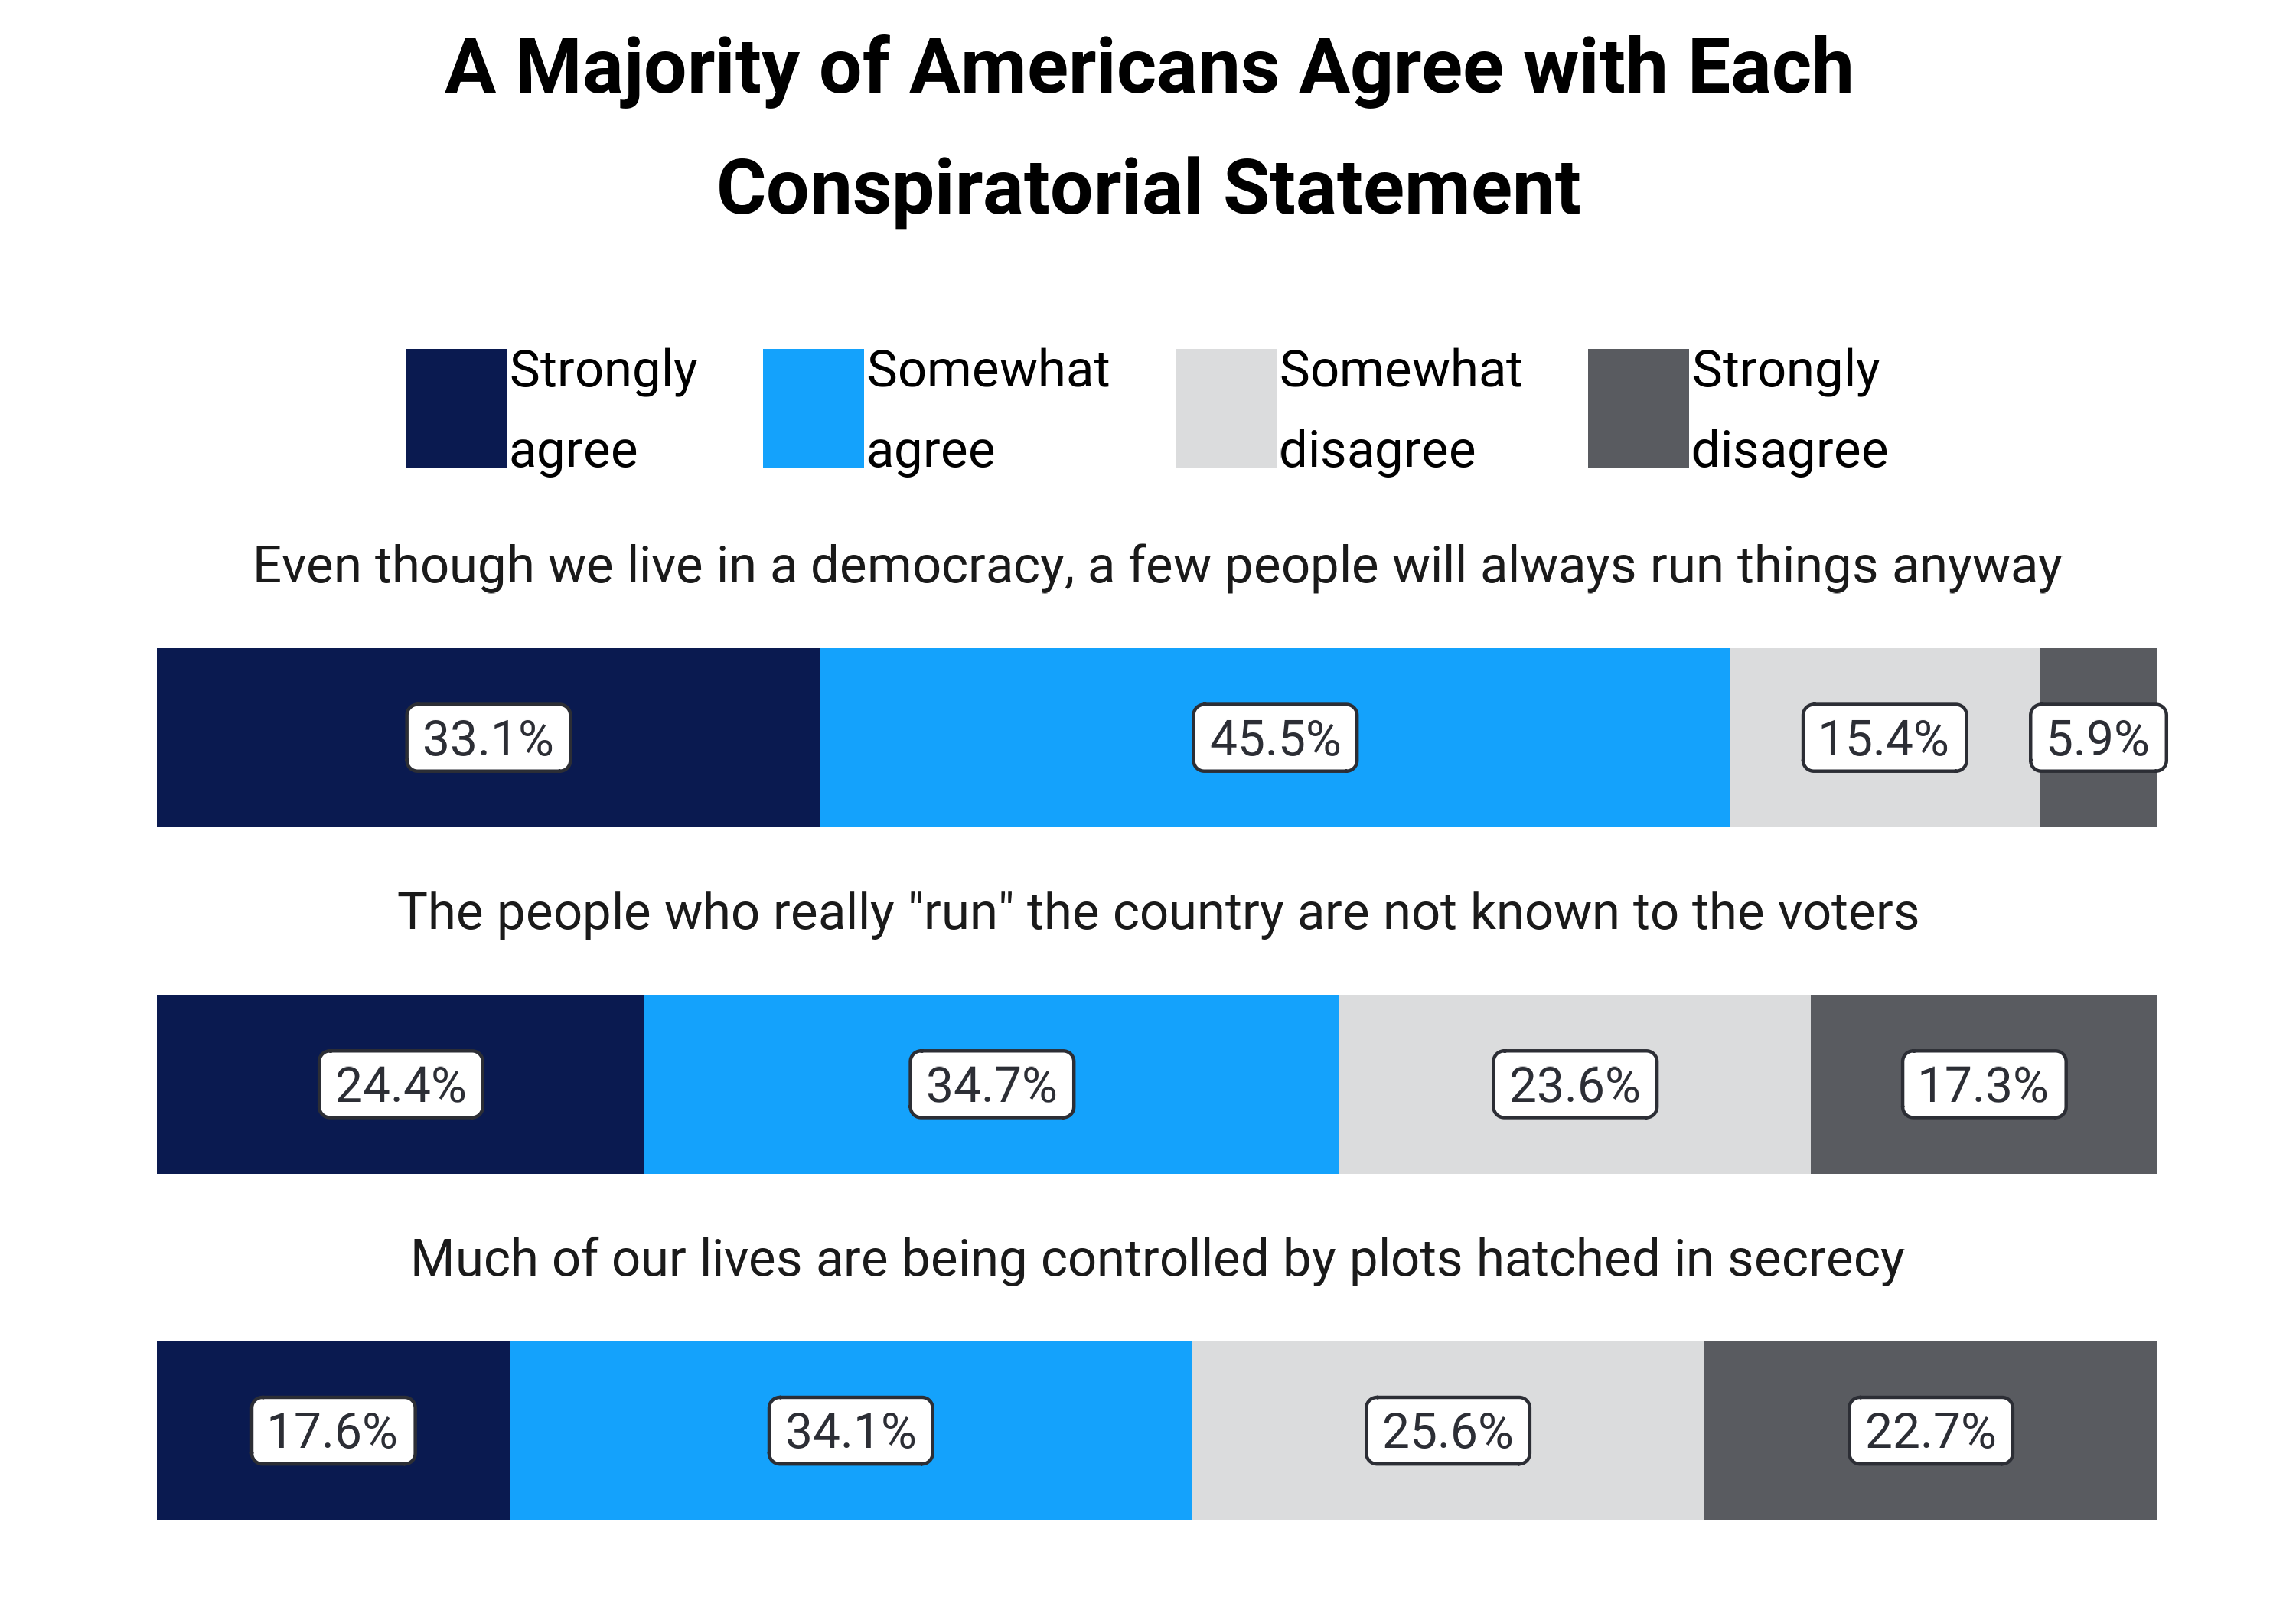 A Majority of Americans Agree with Each
Conspiratorial Statement
Strongly
agree
Somewhat
agree
Somewhat
disagree
Strongly
disagree
Even though we live in a democracy, a few people will always run things anyway
33.1% 45.5% 15.4% 5.9%
The people who really "run" the country are not known to the voters
24.4% 34.7% 23.6% 17.3%
Much of our lives are being controlled by plots hatched in secrecy
17.6% 34.1% 25.6% 22.7%